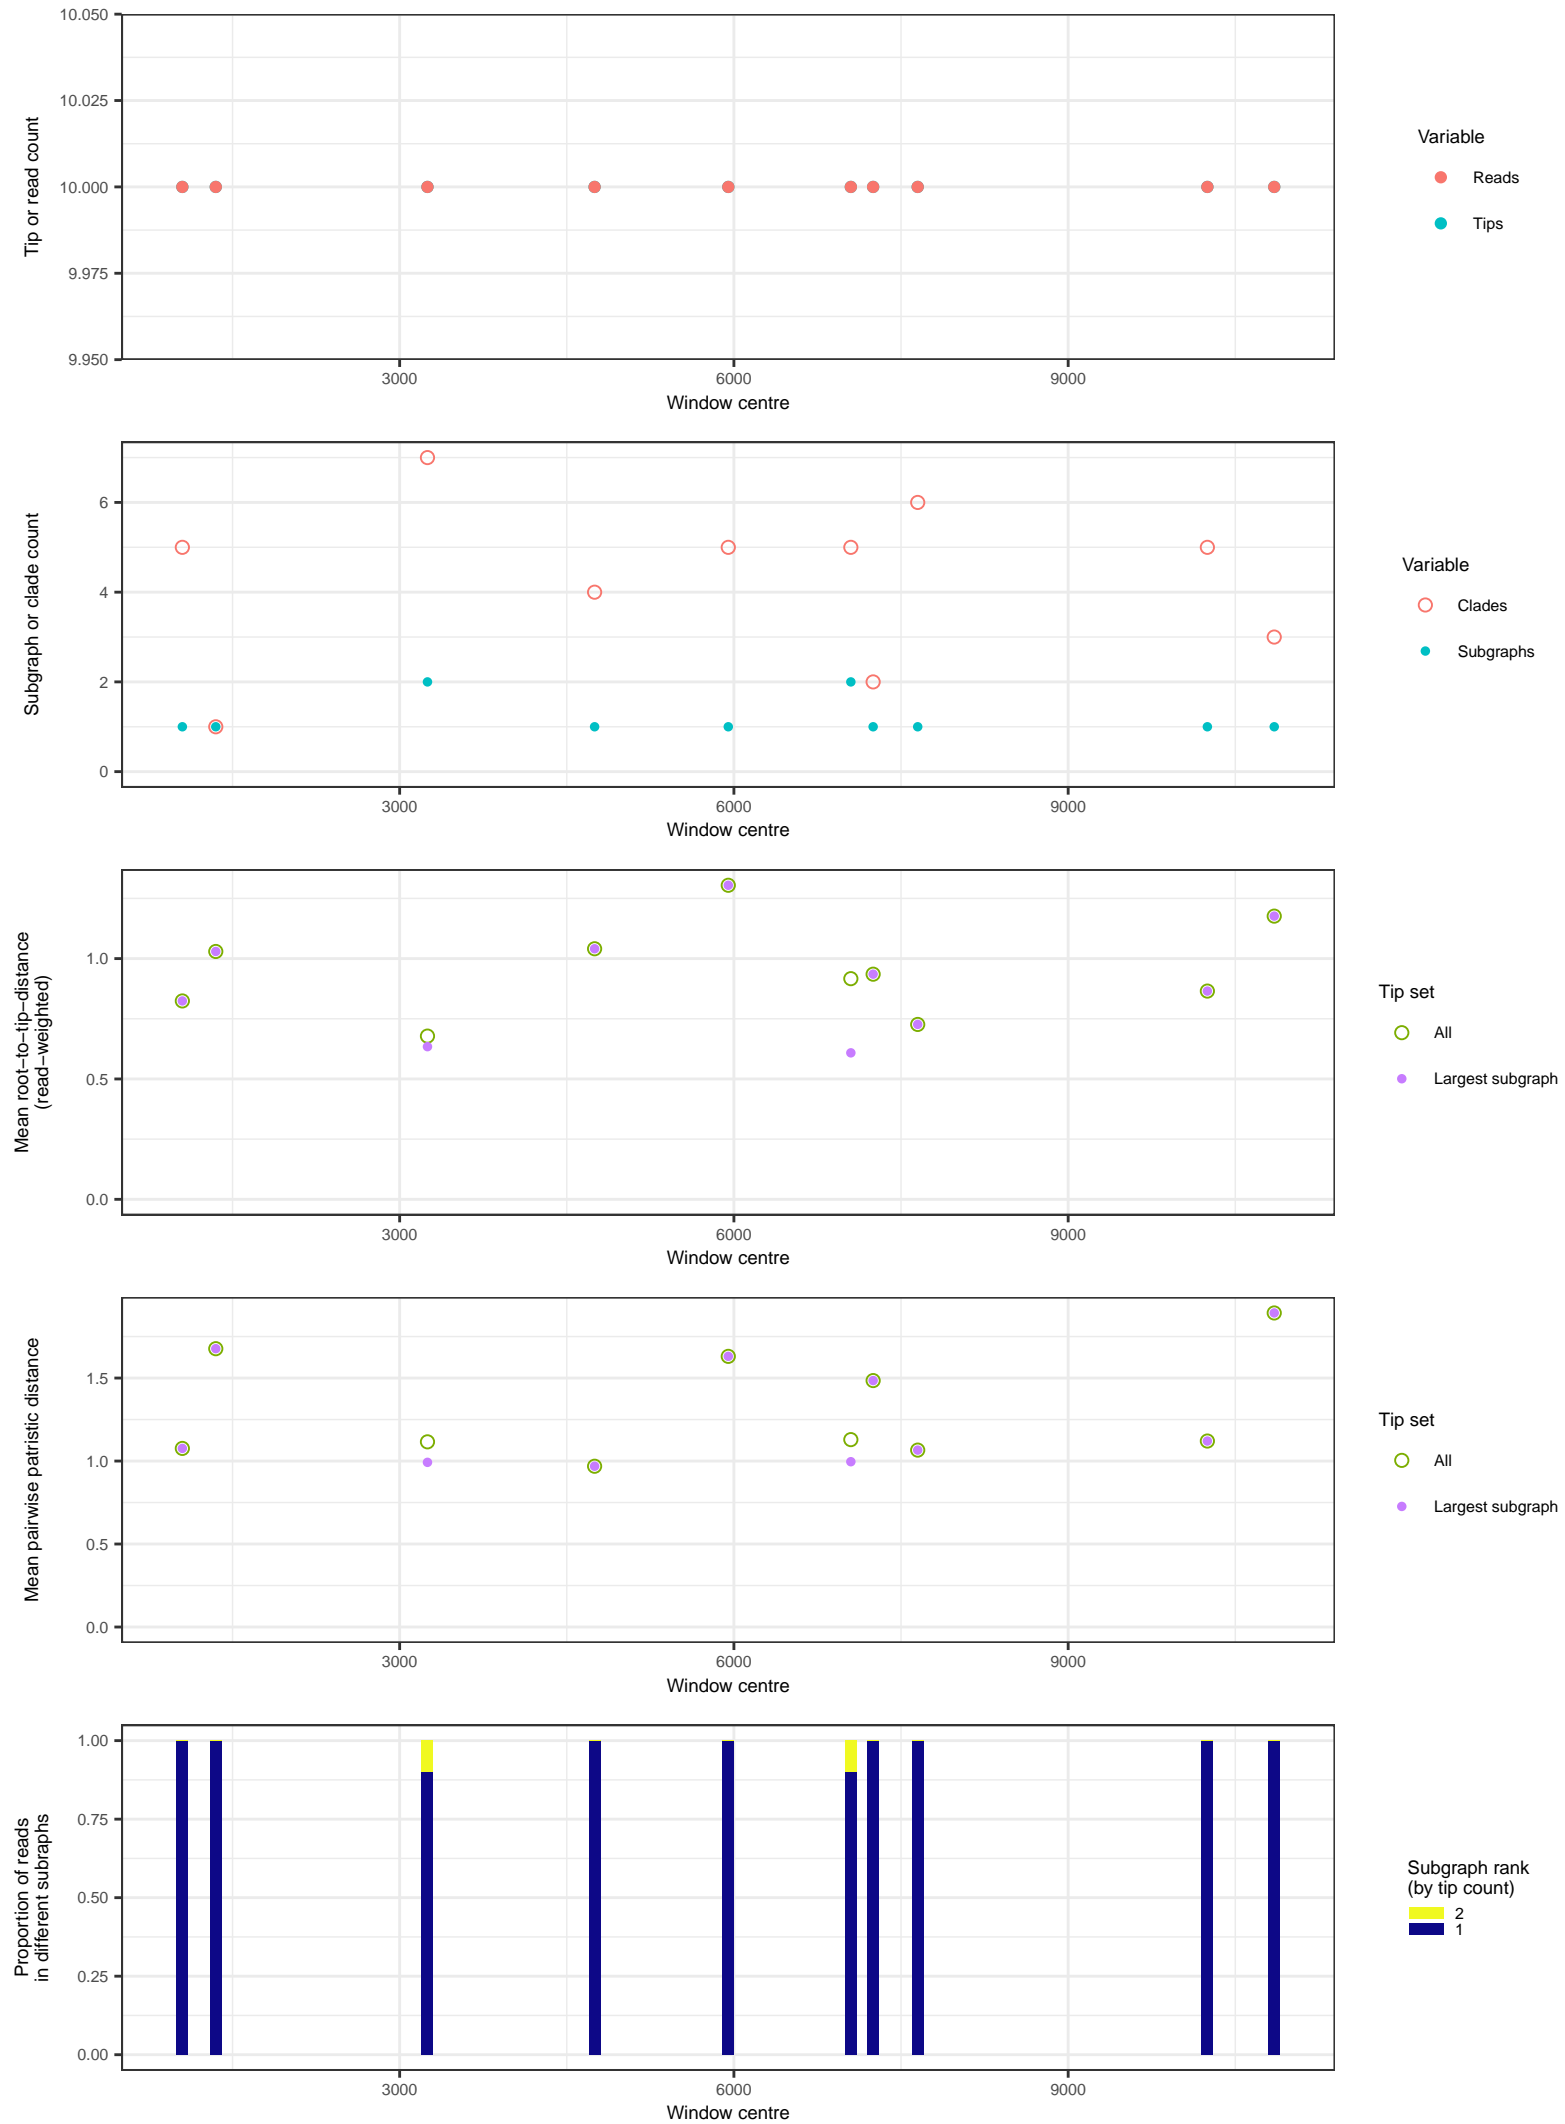 10.050
10.025
10.000
9.975
9.950
Tip or read count
3000 6000 9000
Window centre
Variable
Reads
Tips
6
4
2
0
Subgraph or clade count
3000 6000 9000
Window centre
Variable
Clades
Subgraphs
1.0
0.5
0.0
Mean root−to−tip−distance
(read−weighted)
3000 6000 9000
Window centre
Tip set
All
Largest subgraph
1.5
1.0
0.5
0.0
Mean pairwise patristic distance
3000 6000 9000
Window centre
Tip set
All
Largest subgraph
1.00
0.75
0.50
0.25
0.00
Proportion of reads
in different subraphs
3000 6000 9000
Window centre
Subgraph rank
(by tip count)
2
1